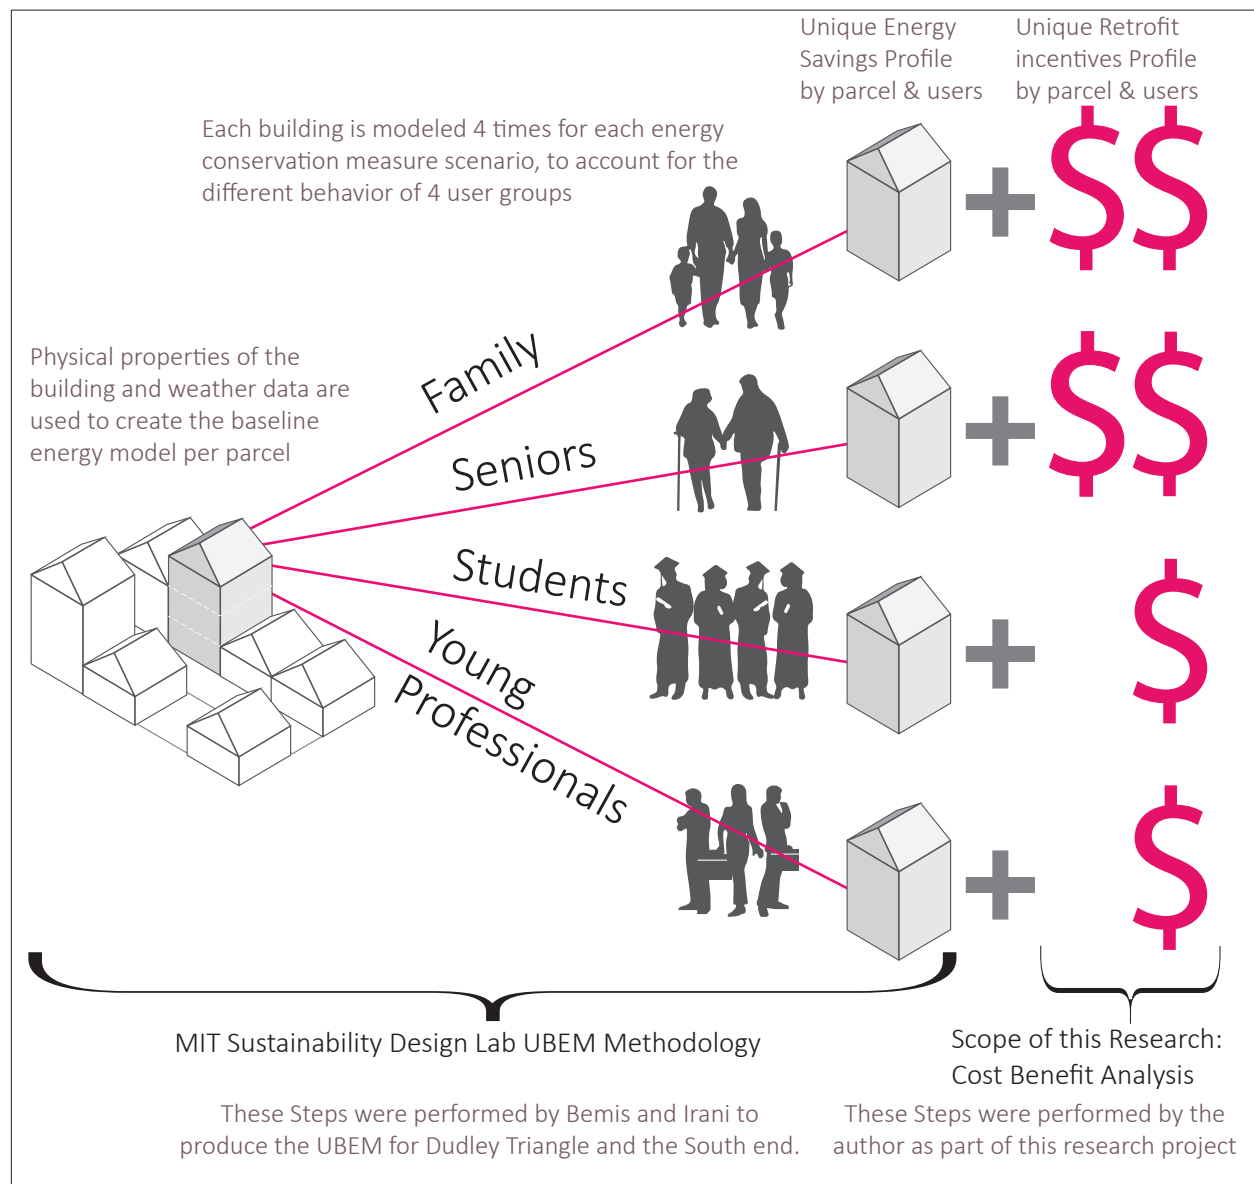 Unique Energy
Savings Profile
by parcel & users
Unique Retrofit
incentives Profile
by parcel & users
Each building is modeled 4 times for each energy
conservation measure scenario, to account for the
different behavior of 4 user groups
Physical properties of the
building and weather data are
used to create the baseline
energy model per parcel
Family
Seniors
Students
Young
Professionals
+ $$
+ $$
+ $
+ $
MIT Sustainability Design Lab UBEM Methodology
Scope of this Research:
Cost Benefit Analysis
These Steps were performed by Bemis and Irani to
produce the UBEM for Dudley Triangle and the South end.
These Steps were performed by the
author as part of this research project